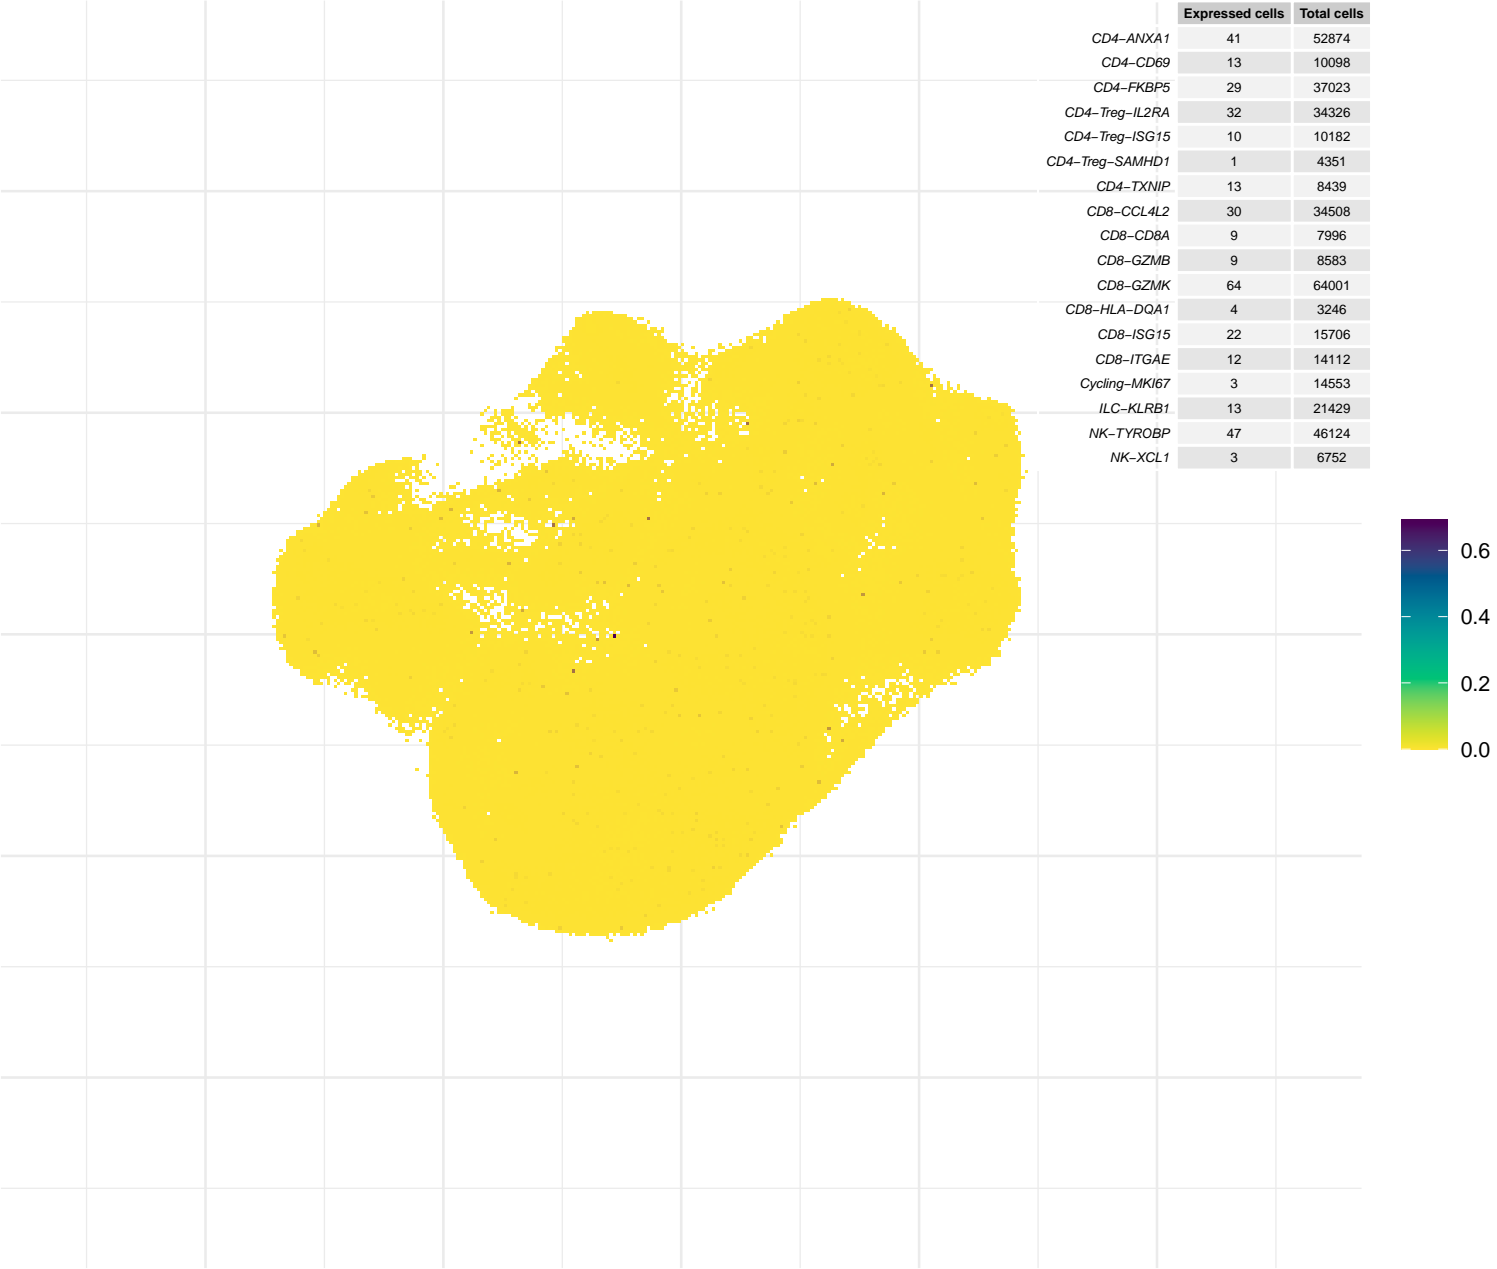 Expressed cells Total cells
CD4−ANXA1 41 52874
CD4−CD69 13 10098
CD4−FKBP5 29 37023
CD4−Treg−IL2RA 32 34326
CD4−Treg−ISG15 10 10182
CD4−Treg−SAMHD1 1 4351
CD4−TXNIP 13 8439
CD8−CCL4L2 30 34508
CD8−CD8A 9 7996
CD8−GZMB 9 8583
CD8−GZMK 64 64001
CD8−HLA−DQA1 4 3246
CD8−ISG15 22 15706
CD8−ITGAE 12 14112
Cycling−MKI67 3 14553
ILC−KLRB1 13 21429
NK−TYROBP 47 46124
NK−XCL1 3 6752
0.6
0.4
0.2
0.0